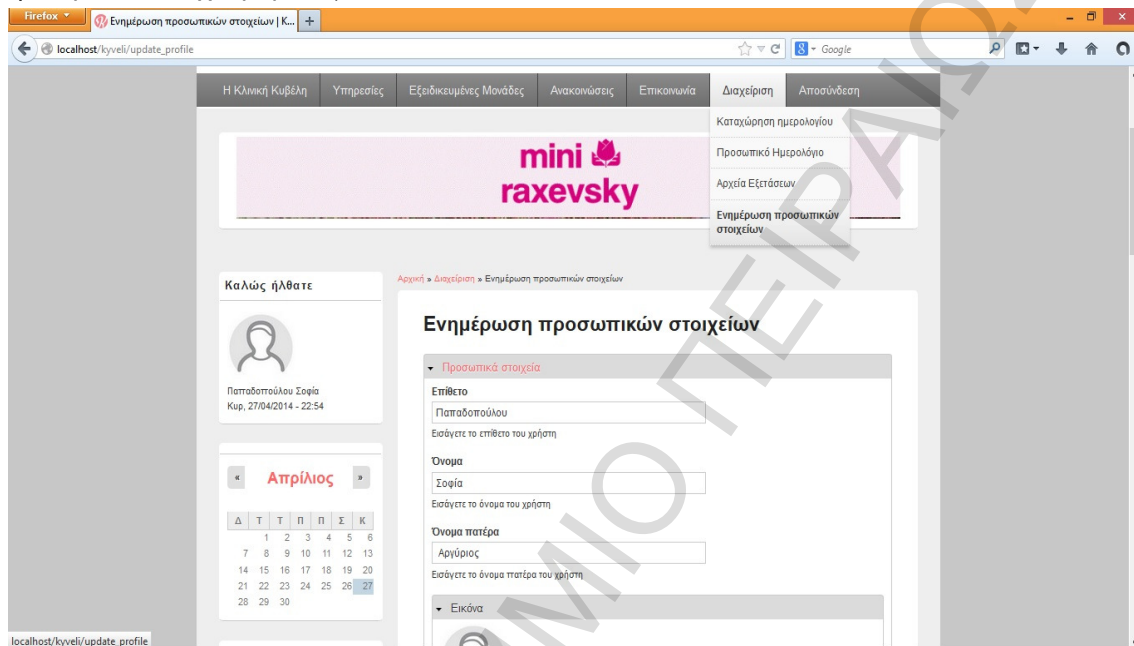 Firefox
Ενημέρωση προσωπικών στοιχείων | Κ...
localhost/kyveli/update_profile
Google
Η Κλινική Κυβέλη Υπηρεσίες Εξειδικευμένες Μονάδες Ανακοινώσεις Επικοινωνία Διαχείριση Αποσύνδεση
Καταχώρηση ημερολογίου
Προσωπικό Ημερολόγιο
Αρχεία Εξετάσεων
Ενημέρωση προσωπικών
στοιχείων
mini
raxevsky
Καλώς ήλθατε
Παπαδοπούλου Σοφία
Κυρ, 27/04/2014 - 22:54
« Απρίλιος »
Δ Τ Τ Π Π Σ Κ
1 2 3 4 5 6
7 8 9 10 11 12 13
14 15 16 17 18 19 20
21 22 23 24 25 26 27
28 29 30
Αρχική » Διαχείριση » Ενημέρωση προσωπικών στοιχείων
Ενημέρωση προσωπικών στοιχείων
Προσωπικά στοιχεία
Επίθετο
Παπαδοπούλου
Εισάγετε το επίθετο του χρήστη
Όνομα
Σοφία
Εισάγετε το όνομα του χρήστη
Όνομα πατέρα
Αργύριος
Εισάγετε το όνομα πατέρα του χρήστη
Εικόνα
localhost/kyveli/update_profile